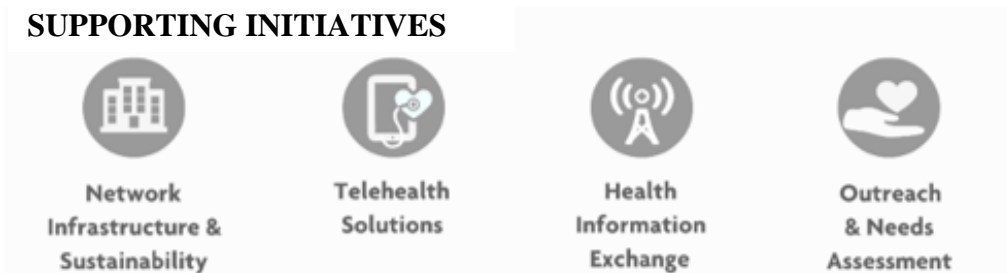 SUPPORTING INITIATIVES
Network
Infrastructure &
Sustainability
Telehealth
Solutions
Health
Information
Exchange
Outreach
& Needs
Assessment